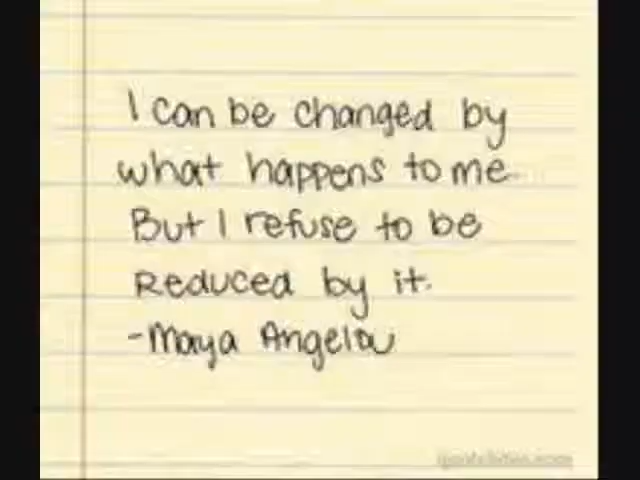 I can be changed by
what happens to me.
But I refuse to be
Reduced by it.
-Maya Angelou